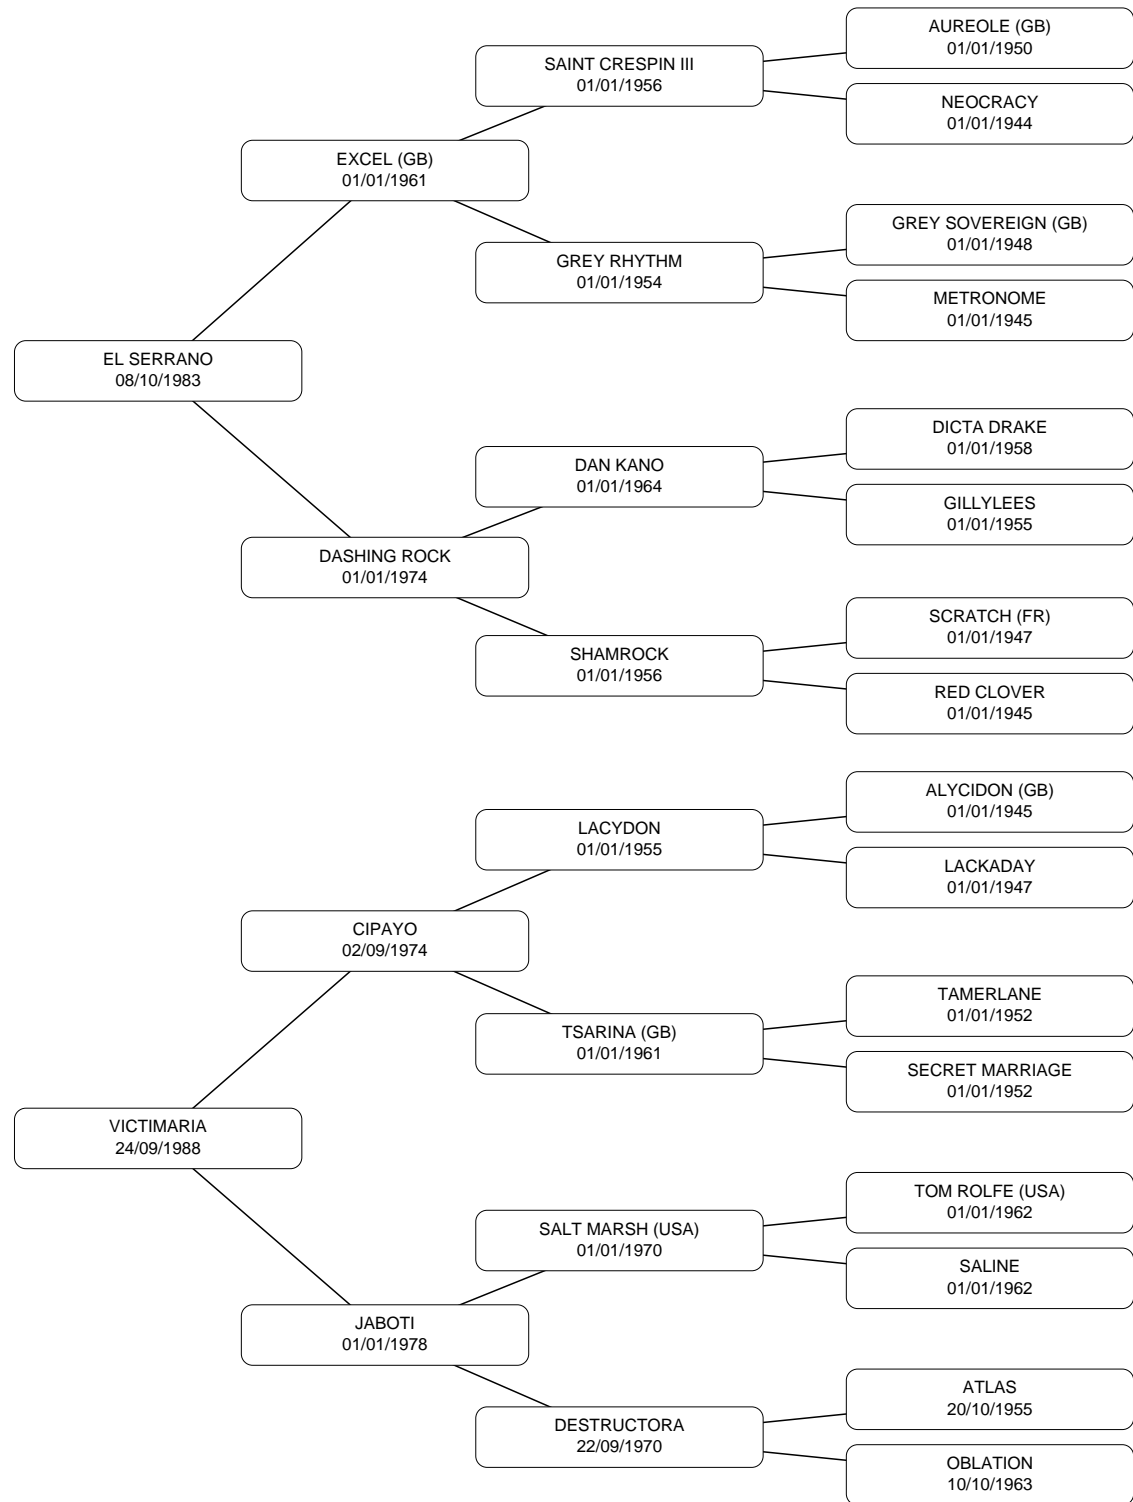 AUREOLE (GB)
01/01/1950
SAINT CRESPIN III
01/01/1956
NEOCRACY
01/01/1944
EXCEL (GB)
01/01/1961
GREY SOVEREIGN (GB)
01/01/1948
GREY RHYTHM
01/01/1954
METRONOME
01/01/1945
EL SERRANO
08/10/1983
DICTA DRAKE
01/01/1958
DAN KANO
01/01/1964
GILLYLEES
01/01/1955
DASHING ROCK
01/01/1974
SCRATCH (FR)
01/01/1947
SHAMROCK
01/01/1956
RED CLOVER
01/01/1945
ALYCIDON (GB)
01/01/1945
LACYDON
01/01/1955
LACKADAY
01/01/1947
CIPAYO
02/09/1974
TAMERLANE
01/01/1952
TSARINA (GB)
01/01/1961
SECRET MARRIAGE
01/01/1952
VICTIMARIA
24/09/1988
TOM ROLFE (USA)
01/01/1962
SALT MARSH (USA)
01/01/1970
SALINE
01/01/1962
JABOTI
01/01/1978
ATLAS
20/10/1955
DESTRUCTORA
22/09/1970
OBLATION
10/10/1963